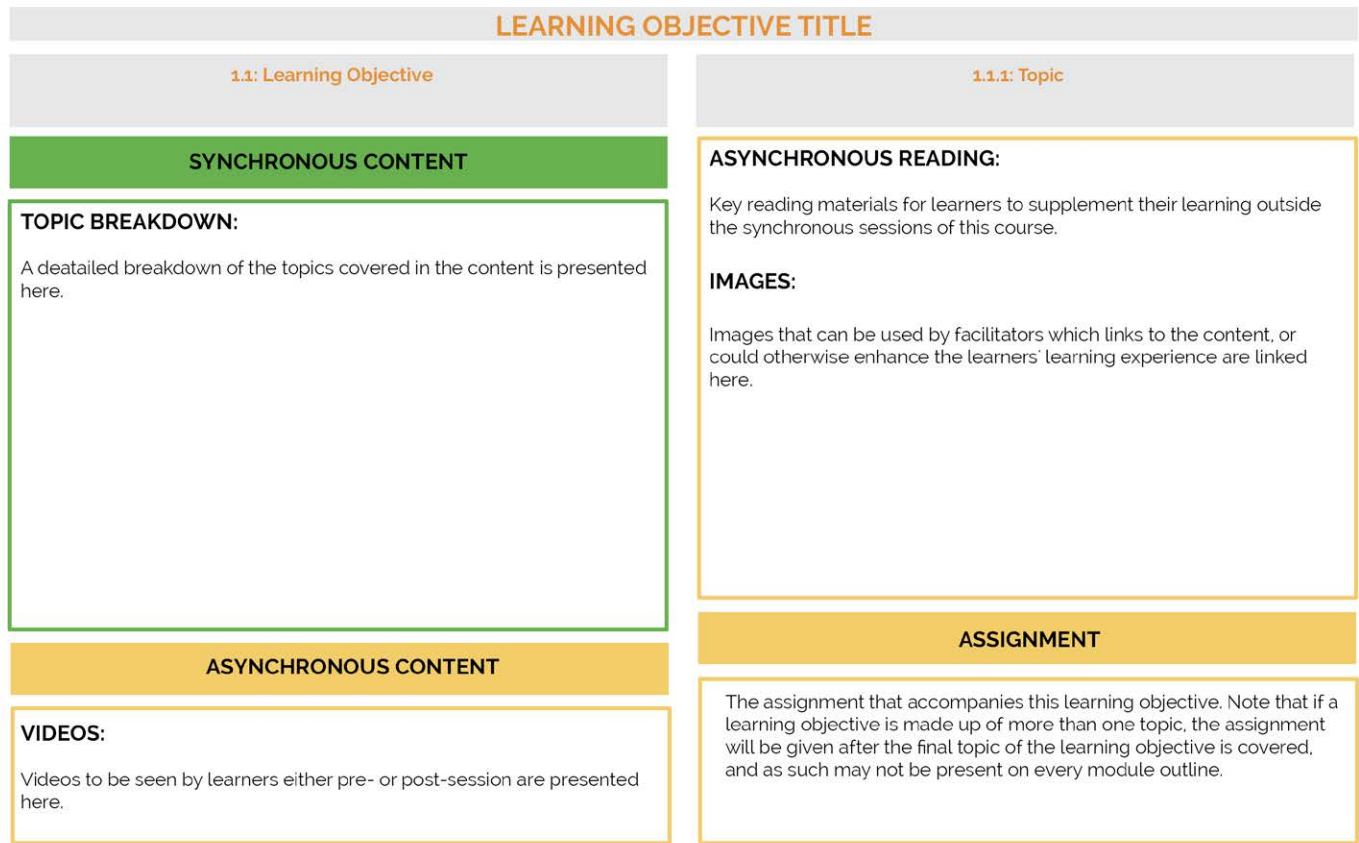 LEARNING OBJECTIVE TITLE
1.1: Learning Objective
1.1.1: Topic
SYNCHRONOUS CONTENT
TOPIC BREAKDOWN:
A deatailed breakdown of the topics covered in the content is presented
here.
ASYNCHRONOUS CONTENT
VIDEOS:
Videos to be seen by learners either pre- or post-session are presented
here.
ASYNCHRONOUS READING:
Key reading materials for learners to supplement their learning outside
the synchronous sessions of this course.
IMAGES:
Images that can be used by facilitators which links to the content, or
could otherwise enhance the learners' learning experience are linked
here.
ASSIGNMENT
The assignment that accompanies this learning objective. Note that if a
learning objective is made up of more than one topic, the assignment
will be given after the final topic of the learning objective is covered,
and as such may not be present on every module outline.